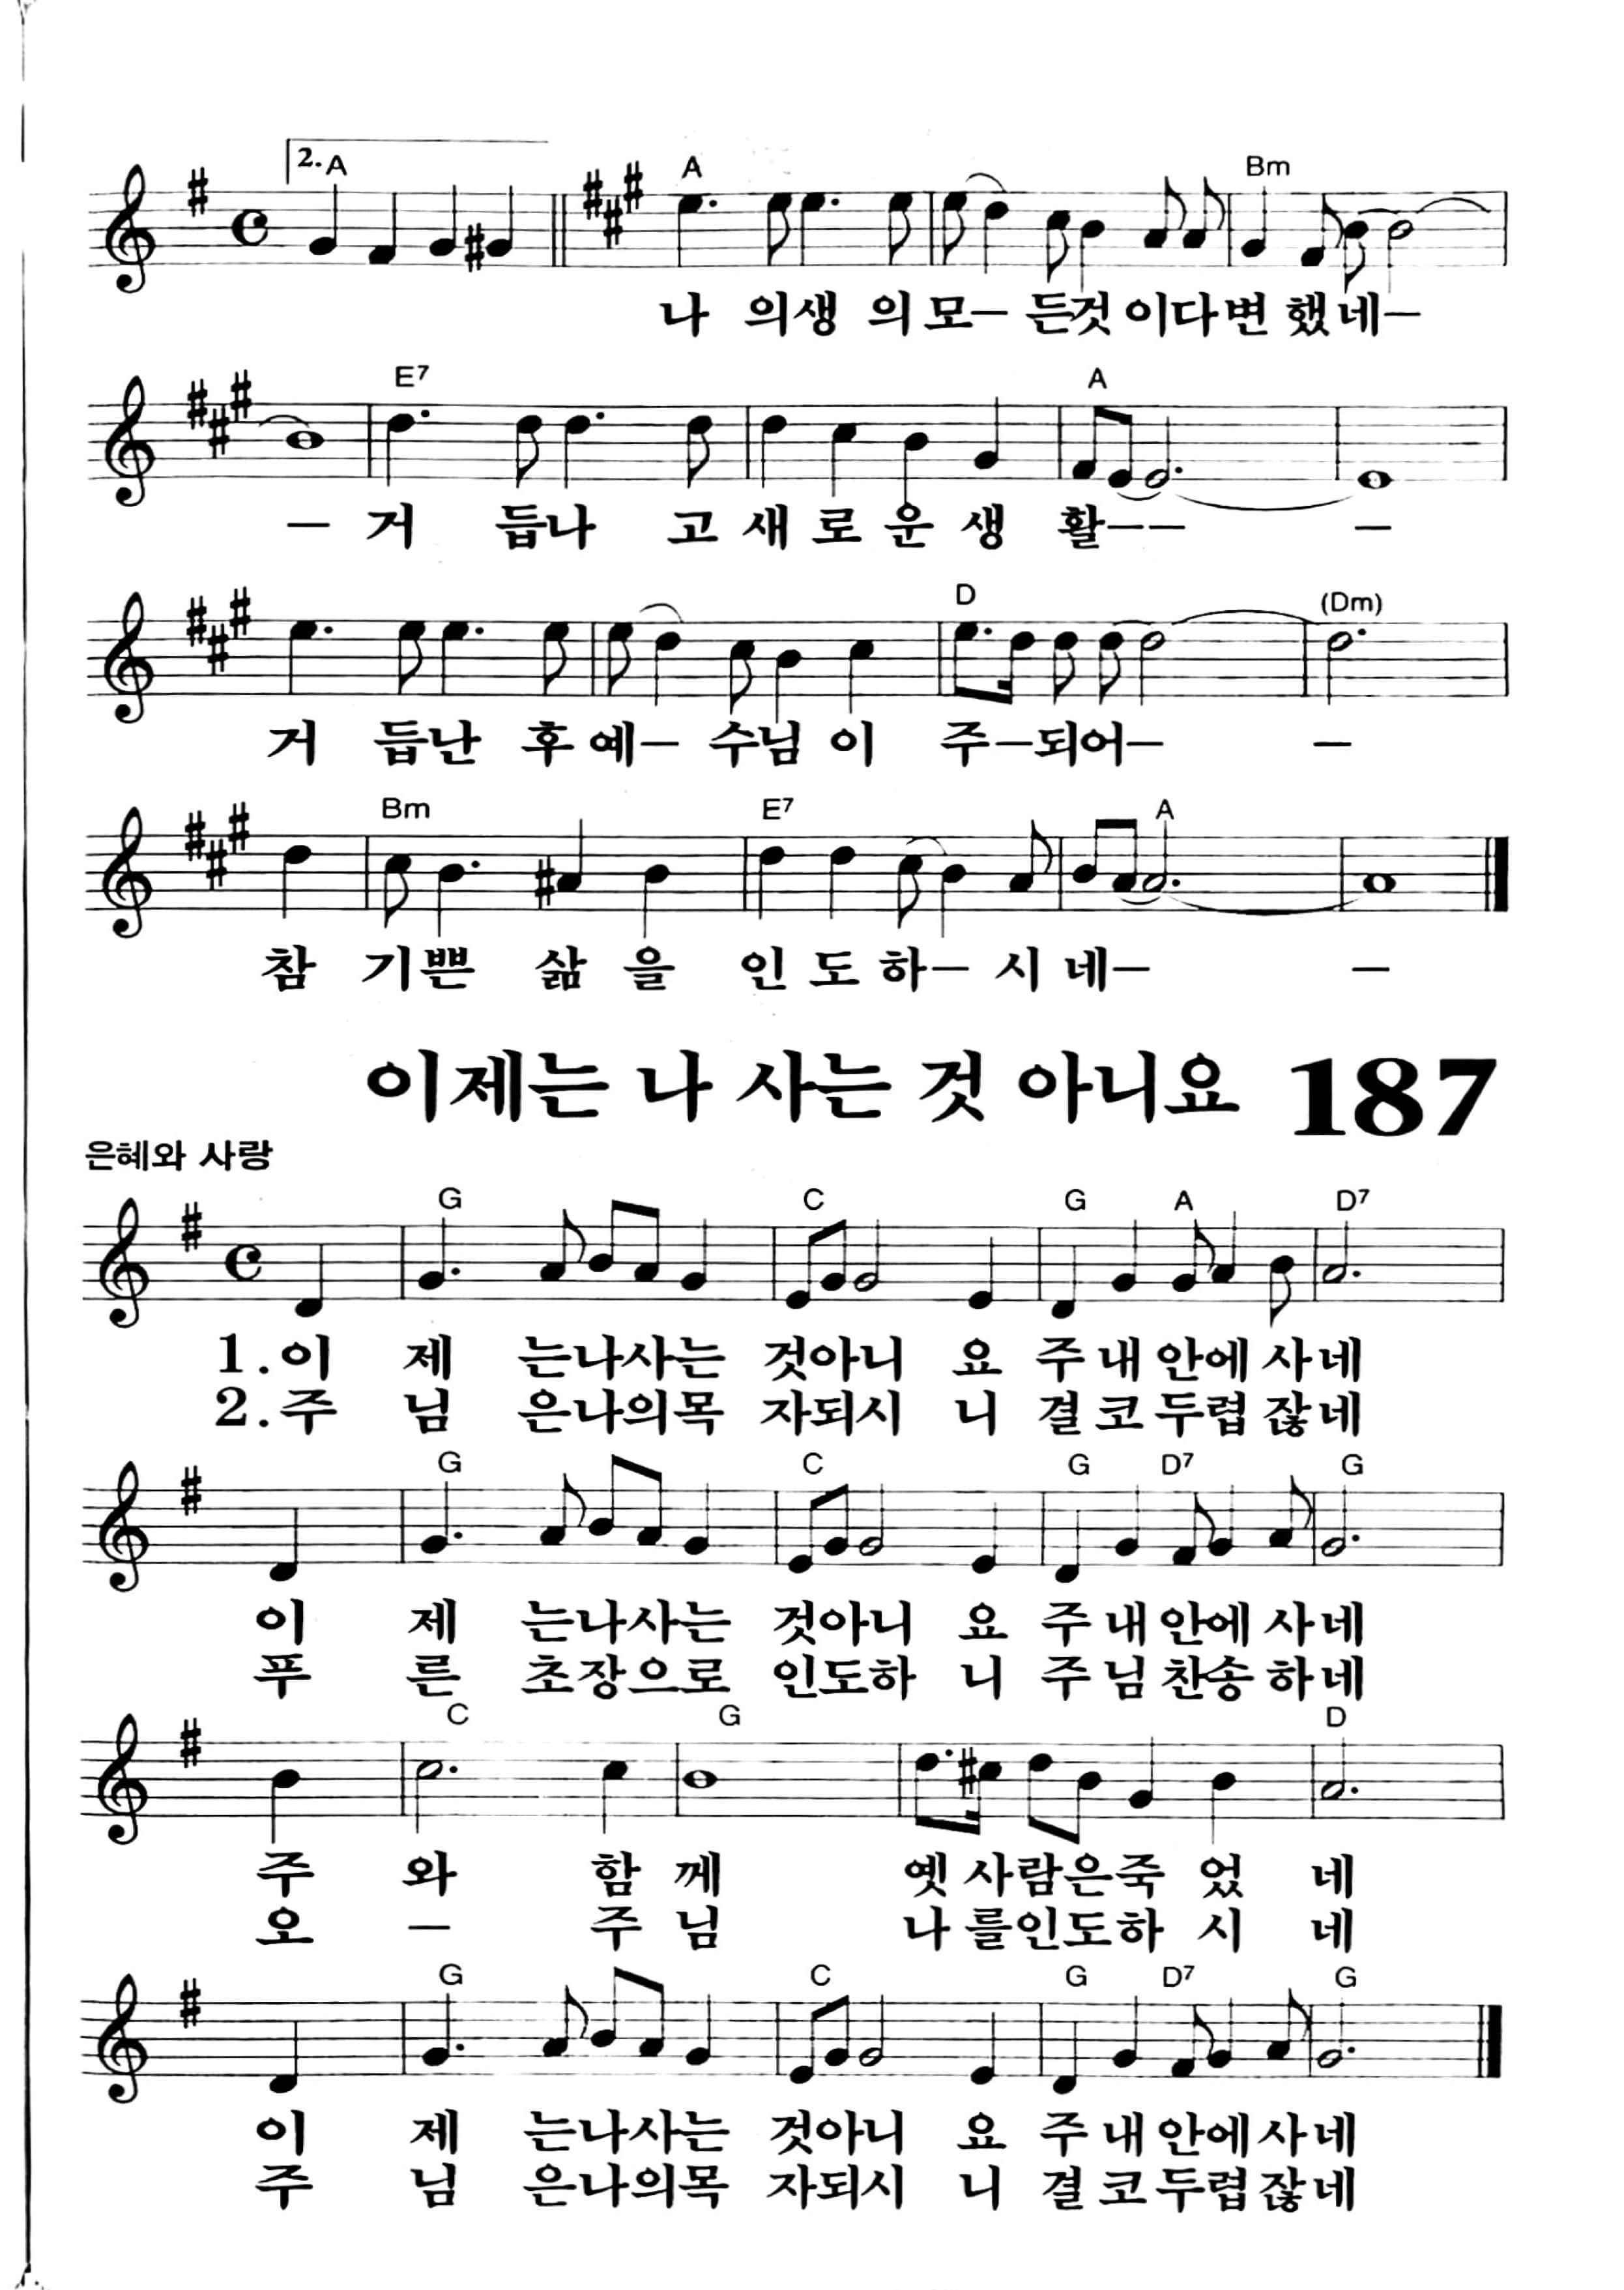 2. A A Bm
나 의생 의모– 든것 이다변 했네–
E7 A
– 거 듭나 고 새 로 운 생 활–– –
D (Dm)
거 듭난 후 예– 수님 이 주–되어– –
Bm E7 A
참 기쁜 삶 을 인 도 하– 시 네– –
이제는 나 사는 것 아니요 187
은혜와 사랑
G C G A D7
1.이 제 는나사는 것아니 요 주 내 안에 사네
2.주 님 은나의목 자되시 니 결 코 두렵 잖네
G C G D7 G
이 제 는나사는 것아니 요 주 내 안에 사네
푸 른 초장으로 인도하 니 주 님 찬송 하네
C G D
주 와 함 께 옛 사람은죽 었 네
오 – 주 님 나 를인도하 시 네
G C G D7 G
이 제 는나사는 것아니 요 주 내 안에 사네
주 님 은나의목 자되시 니 결 코 두렵 잖네